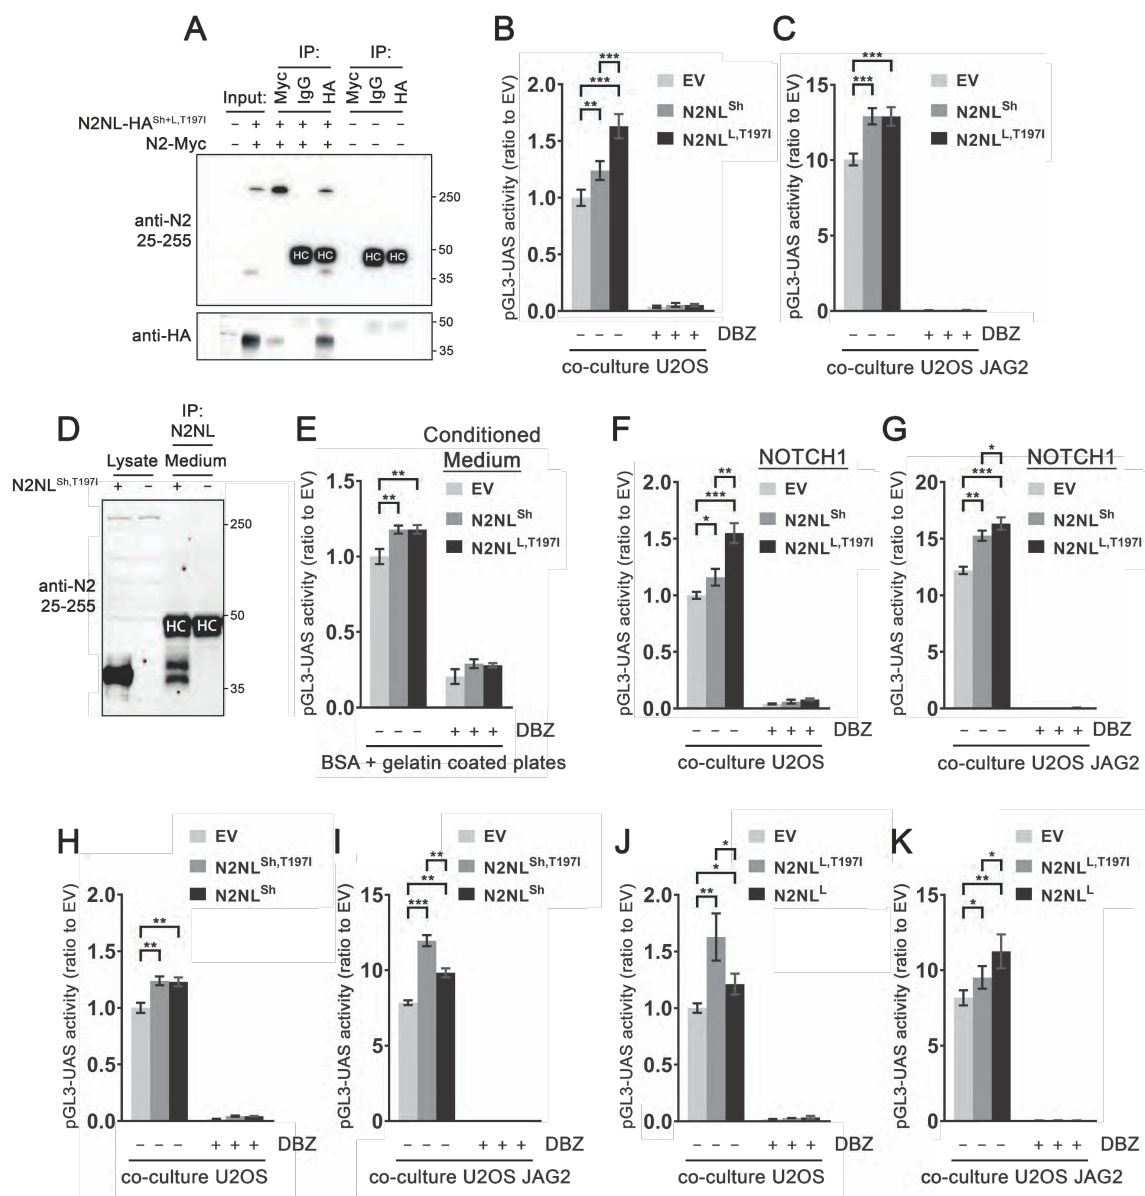 A
IP: IP:
Input: Myc IgG HA Myc IgG HA
N2NL-HA^Sh+L,T197I − + + + + − − −
N2-Myc − + + + + − − −
anti-N2
25-255
250
50
35
HC HC HC HC
anti-HA
50
35
B
pGL3-UAS activity (ratio to EV)
2.0
1.5
1.0
0.5
0.0
***
***
**
EV
N2NL^Sh
N2NL^L,T197I
− − − + + + DBZ
co-culture U2OS
C
pGL3-UAS activity (ratio to EV)
15
10
5
0
***
***
EV
N2NL^Sh
N2NL^L,T197I
− − − + + + DBZ
co-culture U2OS JAG2
D
IP:
N2NL
Lysate Medium
N2NL^Sh,T197I + − + −
anti-N2
25-255
250
50
35
HC HC
E
Conditioned
Medium
pGL3-UAS activity (ratio to EV)
1.5
1.0
0.5
0.0
**
**
EV
N2NL^Sh
N2NL^L,T197I
− − − + + + DBZ
BSA + gelatin coated plates
F
NOTCH1
pGL3-UAS activity (ratio to EV)
2.0
1.5
1.0
0.5
0.0
**
***
*
EV
N2NL^Sh
N2NL^L,T197I
− − − + + + DBZ
co-culture U2OS
G
NOTCH1
pGL3-UAS activity (ratio to EV)
20
15
10
5
0
*
***
**
EV
N2NL^Sh
N2NL^L,T197I
− − − + + + DBZ
co-culture U2OS JAG2
H
pGL3-UAS activity (ratio to EV)
2.0
1.5
1.0
0.5
0.0
**
**
EV
N2NL^Sh,T197I
N2NL^Sh
− − − + + + DBZ
co-culture U2OS
I
pGL3-UAS activity (ratio to EV)
15
10
5
0
**
**
***
EV
N2NL^Sh,T197I
N2NL^Sh
− − − + + + DBZ
co-culture U2OS JAG2
J
pGL3-UAS activity (ratio to EV)
2.0
1.5
1.0
0.5
0.0
*
*
**
EV
N2NL^L,T197I
N2NL^L
− − − + + + DBZ
co-culture U2OS
K
pGL3-UAS activity (ratio to EV)
15
10
5
0
*
**
*
EV
N2NL^L,T197I
N2NL^L
− − − + + + DBZ
co-culture U2OS JAG2